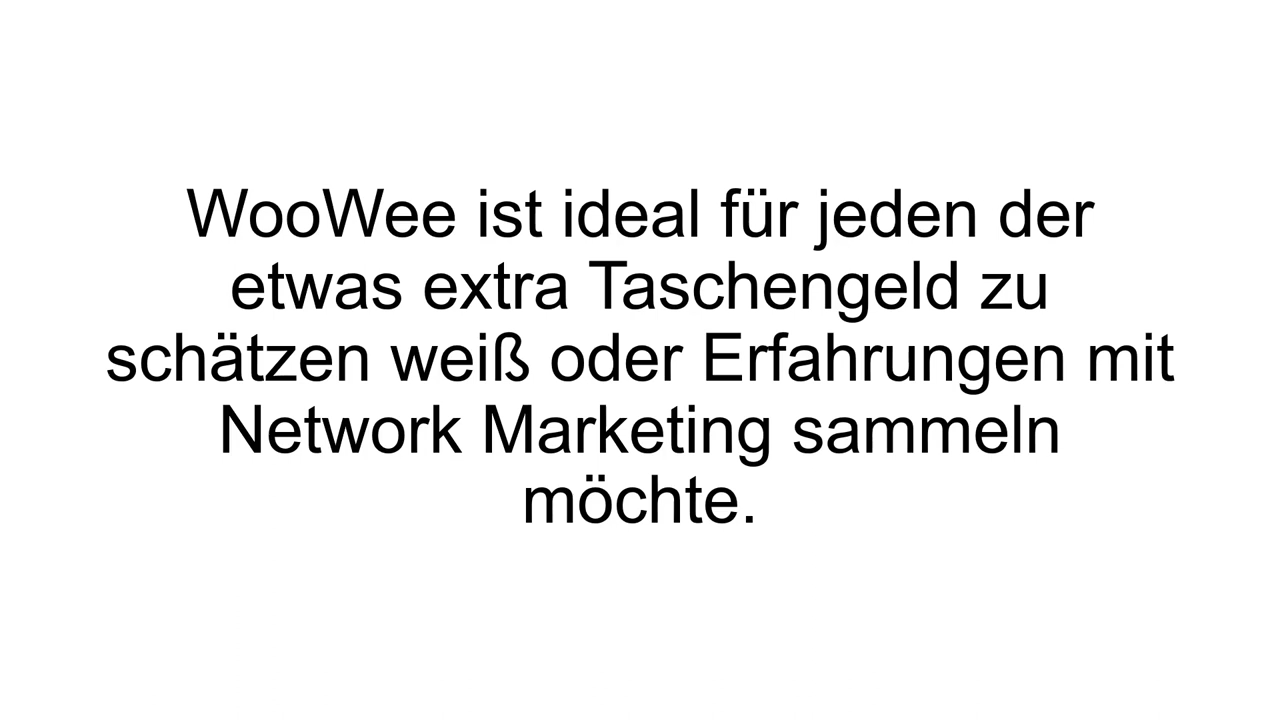 WooWee ist ideal für jeden der
etwas extra Taschengeld zu
schätzen weiß oder Erfahrungen mit
Network Marketing sammeln
möchte.